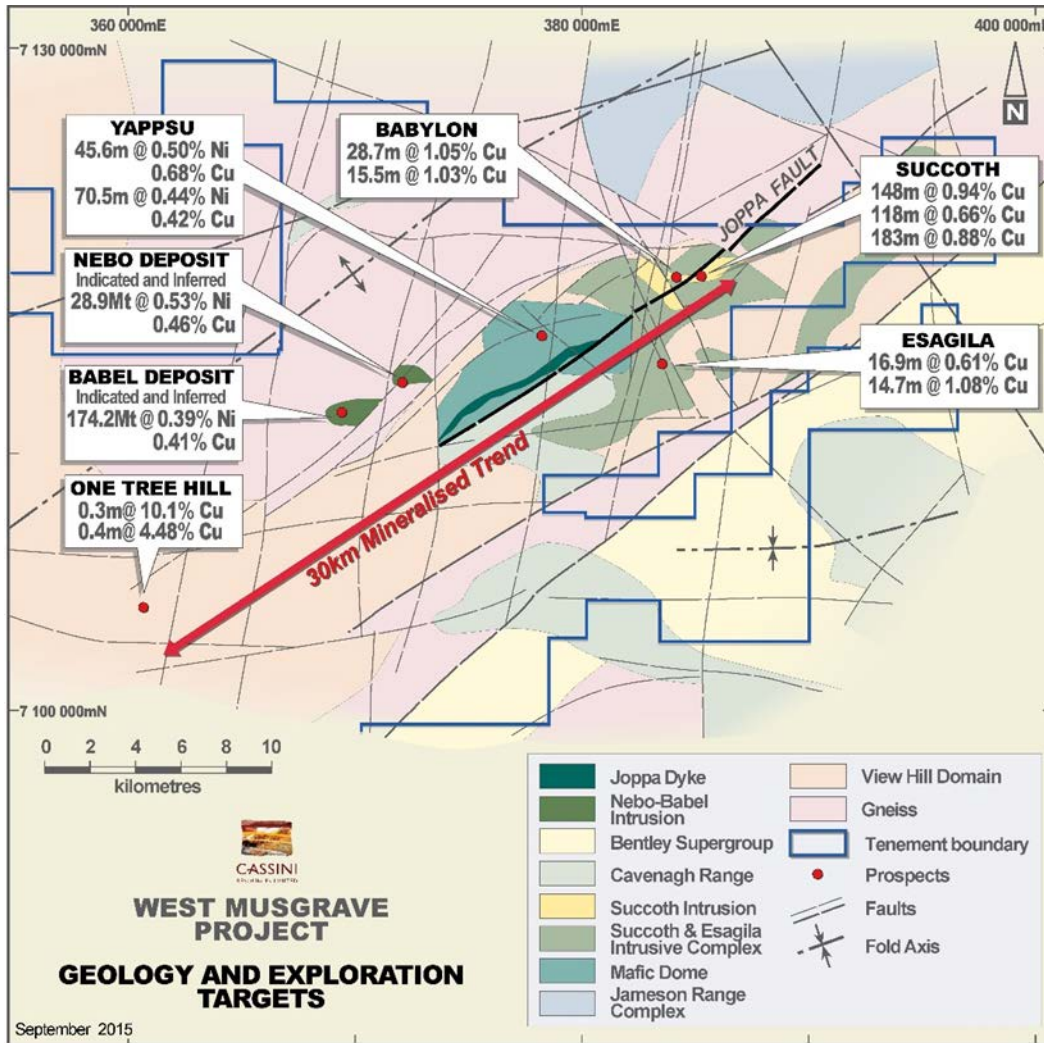 360 000mE
380 000mE
400 000mE
7 130 000mN
N
YAPPSU
45.6m @ 0.50% Ni
0.68% Cu
70.5m @ 0.44% Ni
0.42% Cu
BABYLON
28.7m @ 1.05% Cu
15.5m @ 1.03% Cu
JOPPA FAULT
SUCCOTH
148m @ 0.94% Cu
118m @ 0.66% Cu
183m @ 0.88% Cu
NEBO DEPOSIT
Indicated and Inferred
28.9Mt @ 0.53% Ni
0.46% Cu
ESAGILA
16.9m @ 0.61% Cu
14.7m @ 1.08% Cu
BABEL DEPOSIT
Indicated and Inferred
174.2Mt @ 0.39% Ni
0.41% Cu
ONE TREE HILL
0.3m@ 10.1% Cu
0.4m@ 4.48% Cu
30km Mineralised Trend
7 100 000mN
0 2 4 6 8 10
kilometres
CASSINI
WEST MUSGRAVE
PROJECT
GEOLOGY AND EXPLORATION
TARGETS
September 2015
Joppa Dyke
Nebo-Babel
Intrusion
Bentley Supergroup
Cavenagh Range
Succoth Intrusion
Succoth & Esagila
Intrusive Complex
Mafic Dome
Jameson Range
Complex
View Hill Domain
Gneiss
Tenement boundary
Prospects
Faults
Fold Axis